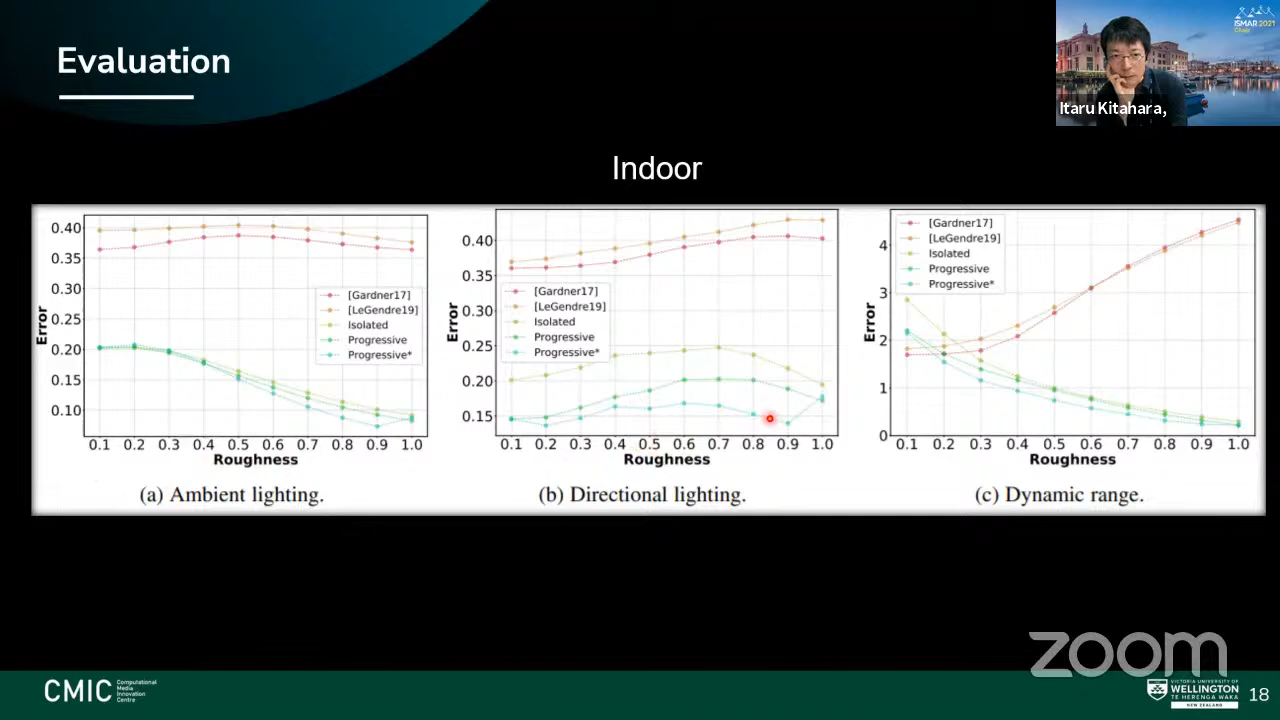 Evaluation
ISMAR 2021
Chair
Itaru Kitahara,
Indoor
0.40
0.35
0.30
0.25
0.20
0.15
0.10
Error
[Gardner17]
[LeGendre19]
Isolated
Progressive
Progressive*
0.1 0.2 0.3 0.4 0.5 0.6 0.7 0.8 0.9 1.0
Roughness
(a) Ambient lighting.
0.40
0.35
0.30
0.25
0.20
0.15
Error
[Gardner17]
[LeGendre19]
Isolated
Progressive
Progressive*
0.1 0.2 0.3 0.4 0.5 0.6 0.7 0.8 0.9 1.0
Roughness
(b) Directional lighting.
4
3
2
1
0
Error
[Gardner17]
[LeGendre19]
Isolated
Progressive
Progressive*
0.1 0.2 0.3 0.4 0.5 0.6 0.7 0.8 0.9 1.0
Roughness
(c) Dynamic range.
zoom
CMIC
Computational
Media
Innovation
Centre
VICTORIA UNIVERSITY OF
WELLINGTON
TE HERENGA WAKA
NEW ZEALAND
18